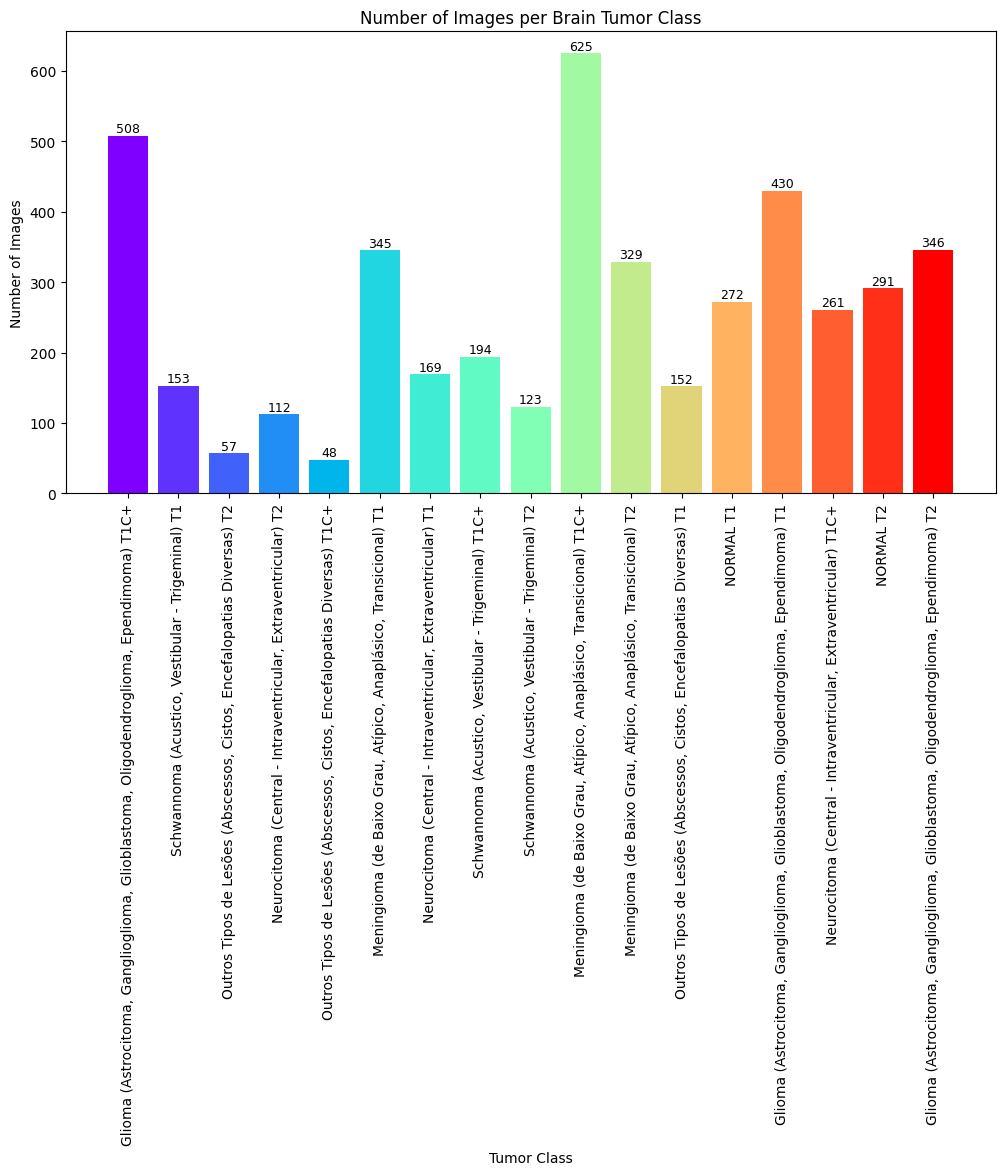 Number of Images per Brain Tumor Class
Number of Images
600
500
400
300
200
100
0
508
153
57
112
48
345
169
194
123
625
329
152
272
430
261
291
346
Glioma (Astrocitoma, Ganglioglioma, Glioblastoma, Oligodendroglioma, Ependimoma) T1C+
Schwannoma (Acustico, Vestibular - Trigeminal) T1
Outros Tipos de Lesões (Abscessos, Cistos, Encefalopatias Diversas) T2
Neurocitoma (Central - Intraventricular, Extraventricular) T2
Outros Tipos de Lesões (Abscessos, Cistos, Encefalopatias Diversas) T1C+
Meningioma (de Baixo Grau, Atípico, Anaplásico, Transicional) T1
Neurocitoma (Central - Intraventricular, Extraventricular) T1
Schwannoma (Acustico, Vestibular - Trigeminal) T1C+
Schwannoma (Acustico, Vestibular - Trigeminal) T2
Meningioma (de Baixo Grau, Atípico, Anaplásico, Transicional) T1C+
Meningioma (de Baixo Grau, Atípico, Anaplásico, Transicional) T2
Outros Tipos de Lesões (Abscessos, Cistos, Encefalopatias Diversas) T1
NORMAL T1
Glioma (Astrocitoma, Ganglioglioma, Glioblastoma, Oligodendroglioma, Ependimoma) T1
Neurocitoma (Central - Intraventricular, Extraventricular) T1C+
NORMAL T2
Glioma (Astrocitoma, Ganglioglioma, Glioblastoma, Oligodendroglioma, Ependimoma) T2
Tumor Class